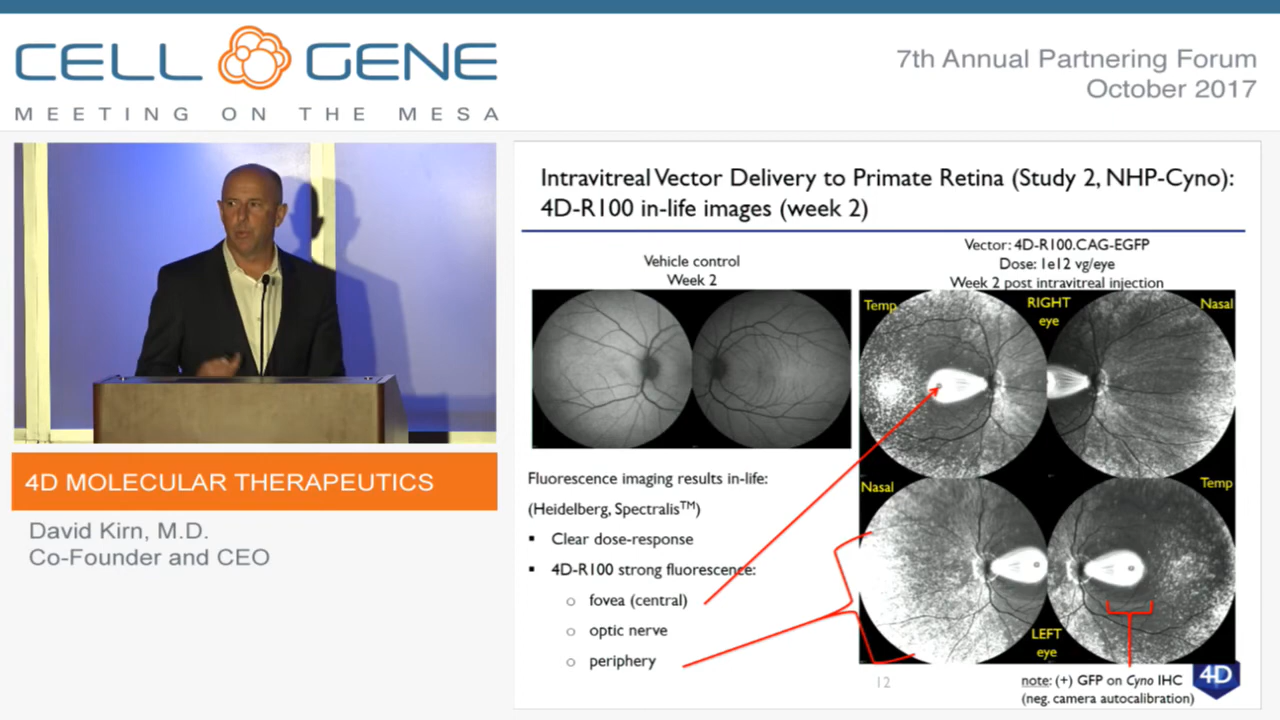 CELL GENE
MEETING ON THE MESA
7th Annual Partnering Forum
October 2017
Intravitreal Vector Delivery to Primate Retina (Study 2, NHP-Cyno):
4D-R100 in-life images (week 2)
Vehicle control
Week 2
Vector: 4D-R100.CAG-EGFP
Dose: 1e12 vg/eye
Week 2 post intravitreal injection
Temp
RIGHT
eye
Nasal
Nasal
Temp
LEFT
eye
Fluorescence imaging results in-life:
(Heidelberg, Spectralis™)
▪ Clear dose-response
▪ 4D-R100 strong fluorescence:
○ fovea (central)
○ optic nerve
○ periphery
note: (+) GFP on Cyno IHC
(neg. camera autocalibration)
12
4D
4D MOLECULAR THERAPEUTICS
David Kirn, M.D.
Co-Founder and CEO